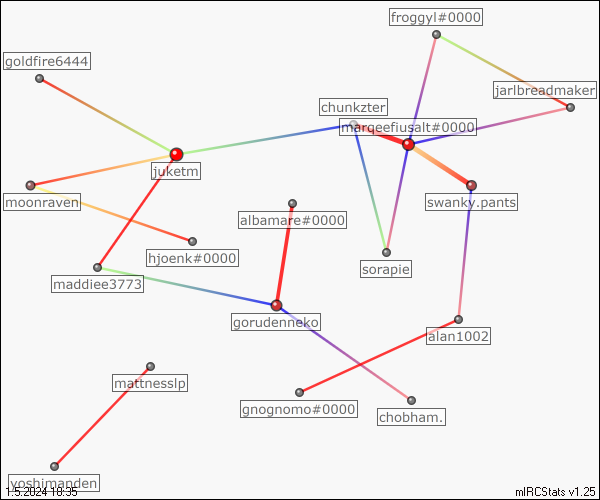 froggyl#0000
goldfire6444
jarlbreadmaker
chunkzter
marqeefiusalt#0000
juketm
moonraven
swanky.pants
albamare#0000
hjoenk#0000
sorapie
maddiee3773
gorudenneko
alan1002
mattnesslp
gnognomo#0000
chobham.
yoshimanden
1.5.2024 18:35
mIRCStats v1.25